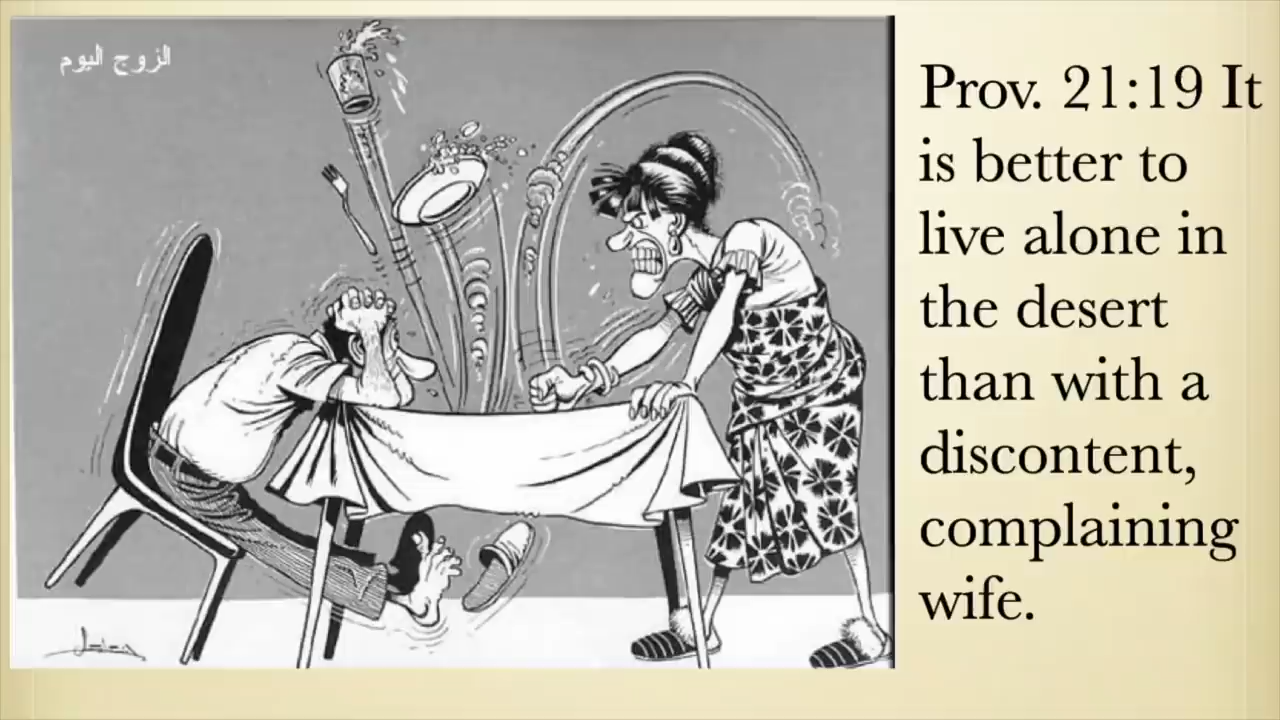 الزوج اليوم
Prov. 21:19 It
is better to
live alone in
the desert
than with a
discontent,
complaining
wife.